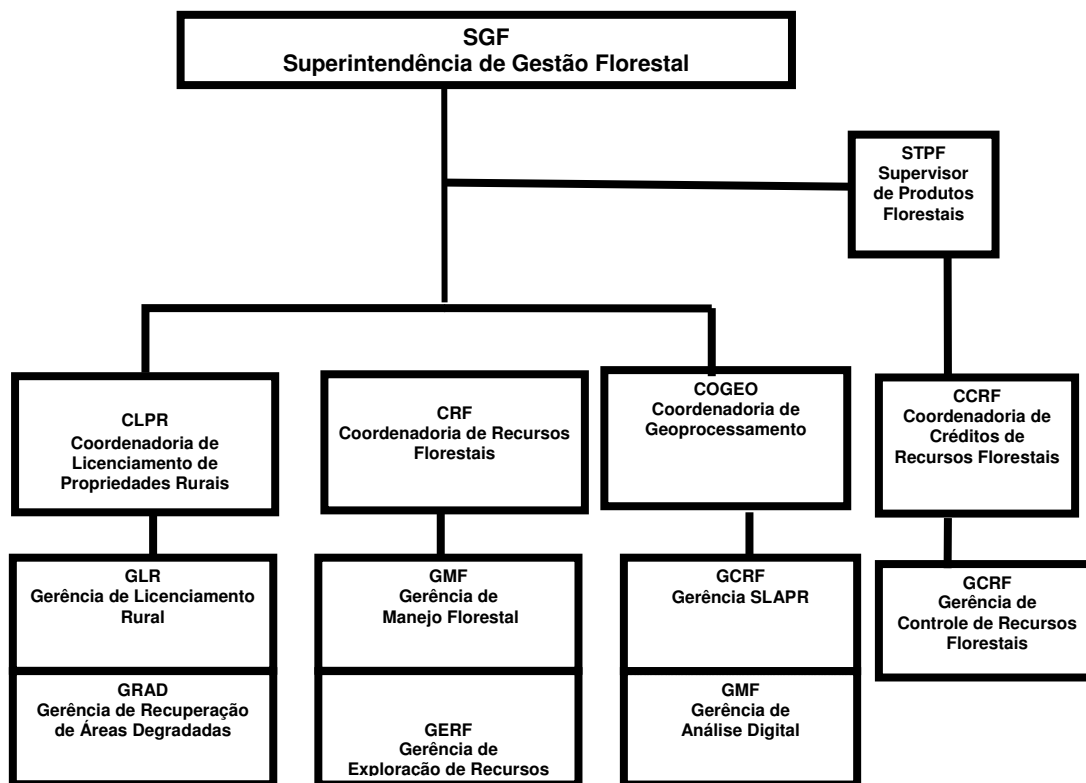 SGF
Superintendência de Gestão Florestal
STPF
Supervisor
de Produtos
Florestais
CLPR
Coordenadoria de
Licenciamento de
Propriedades Rurais
CRF
Coordenadoria de Recursos
Florestais
COGEO
Coordenadoria de
Geoprocessamento
CCRF
Coordenadoria de
Créditos de
Recursos Florestais
GLR
Gerência de Licenciamento
Rural
GMF
Gerência de
Manejo Florestal
GCRF
Gerência SLAPR
GCRF
Gerência de
Controle de Recursos
Florestais
GRAD
Gerência de Recuperação
de Áreas Degradadas
GERF
Gerência de
Exploração de Recursos
GMF
Gerência de
Análise Digital